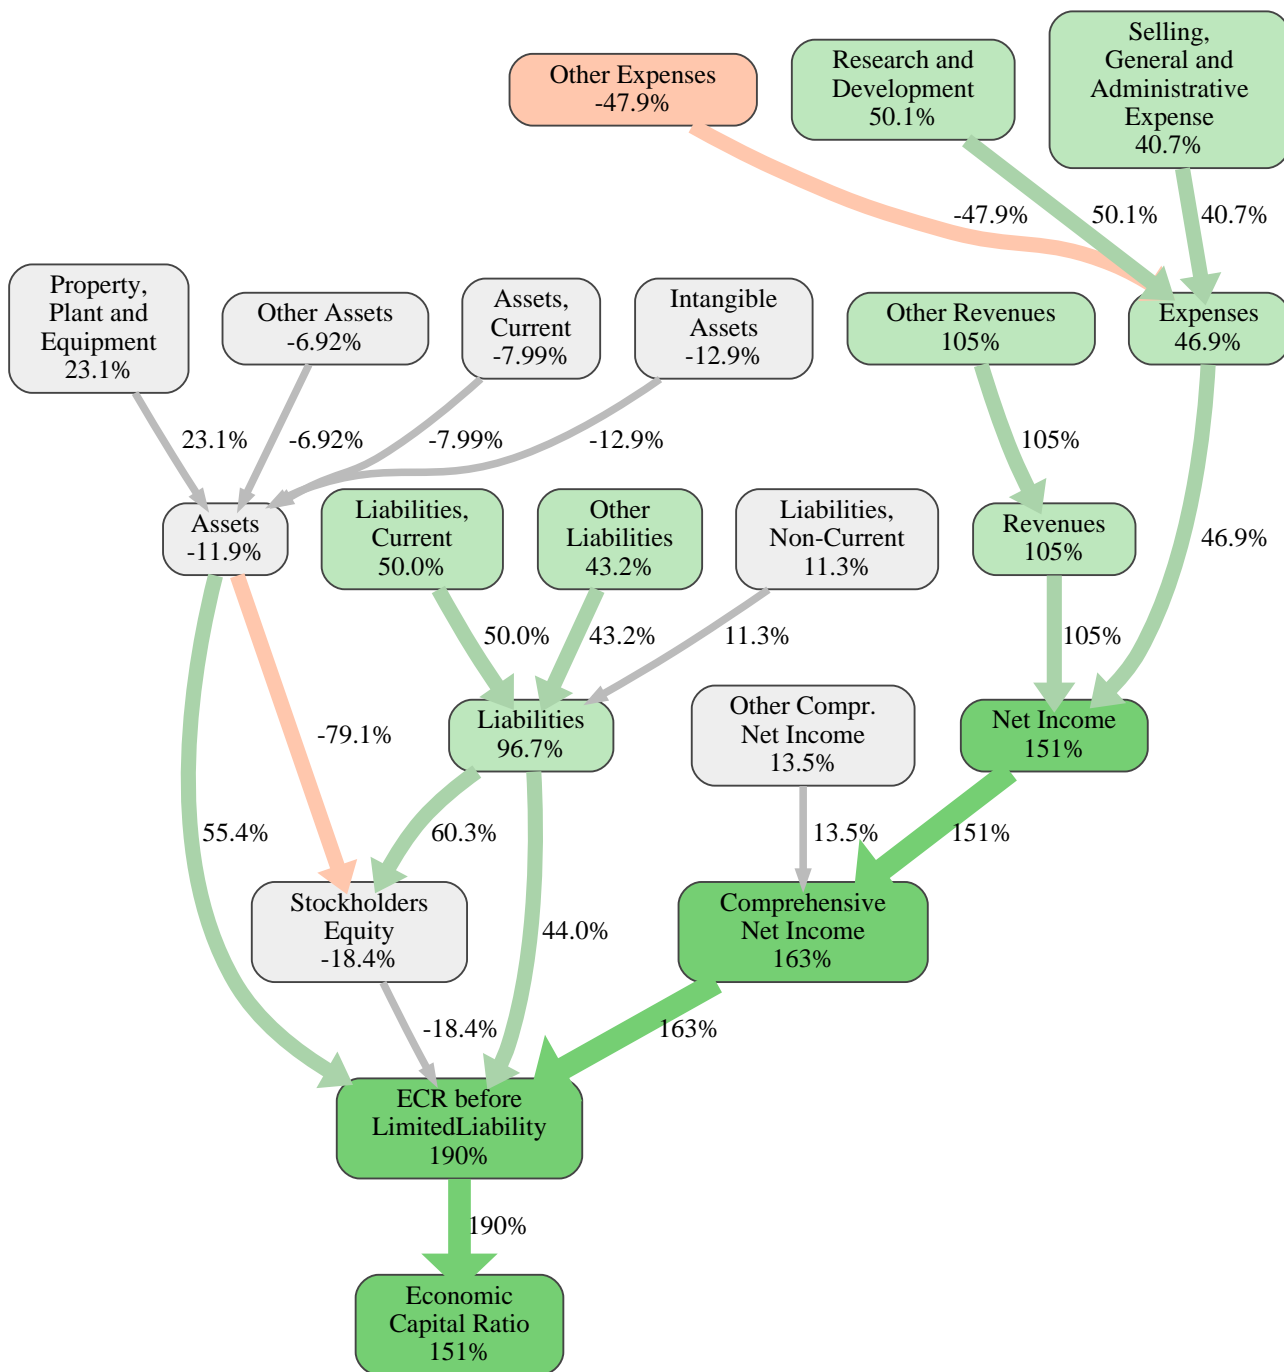 Other Expenses
-47.9%
Research and
Development
50.1%
Selling,
General and
Administrative
Expense
40.7%
-47.9%
50.1%
40.7%
Property,
Plant and
Equipment
23.1%
Other Assets
-6.92%
Assets,
Current
-7.99%
Intangible
Assets
-12.9%
Other Revenues
105%
Expenses
46.9%
23.1%
-6.92%
-7.99%
-12.9%
105%
46.9%
Assets
-11.9%
Liabilities,
Current
50.0%
Other
Liabilities
43.2%
Liabilities,
Non-Current
11.3%
Revenues
105%
50.0%
43.2%
11.3%
105%
-79.1%
Liabilities
96.7%
Other Compr.
Net Income
13.5%
Net Income
151%
55.4%
60.3%
13.5%
151%
Stockholders
Equity
-18.4%
44.0%
Comprehensive
Net Income
163%
-18.4%
163%
ECR before
LimitedLiability
190%
190%
Economic
Capital Ratio
151%